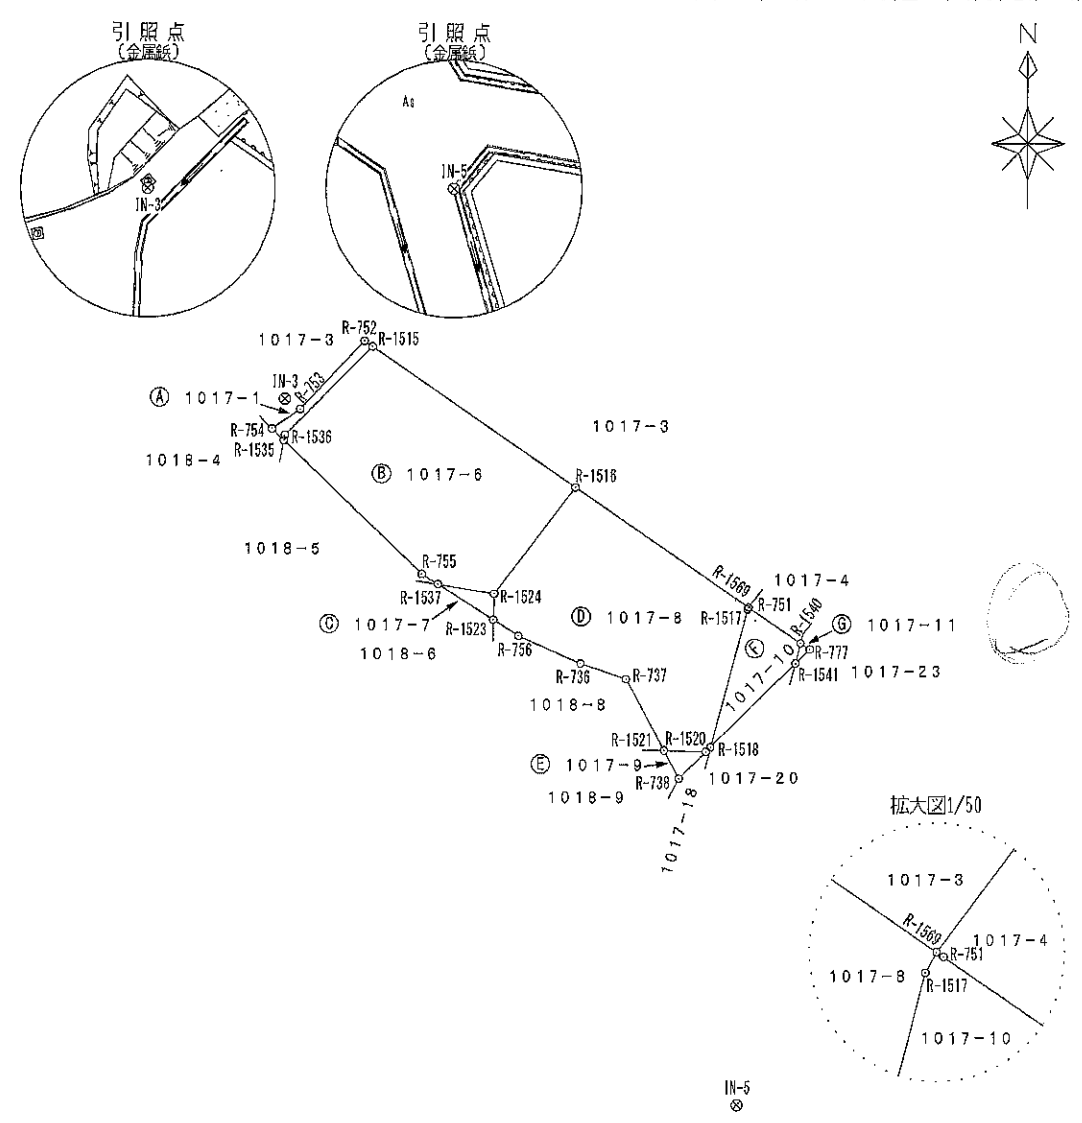 引照点
(金属鋲)
IN-3
引照点
(金属鋲)
As
IN-5
N
R-752
R-1515
1017-3
IN-3
R-753
Ⓐ 1017-1
R-754
R-1536
R-1535
1018-4
1017-3
Ⓑ 1017-6
R-1516
1018-5
R-755
R-1537
R-1524
R-1569
1017-4
R-751
R-1517
R-1540
Ⓒ 1017-7
R-1523
Ⓓ 1017-8
Ⓖ 1017-11
R-756
1018-6
Ⓕ
1017-10
R-777
R-1541
1017-23
R-736
R-737
1018-8
R-1521
R-1520
R-1518
Ⓔ 1017-9
R-738
1017-20
1018-9
1017-18
拡大図1/50
1017-3
R-1569
1017-4
R-751
1017-8
R-1517
1017-10
IN-5